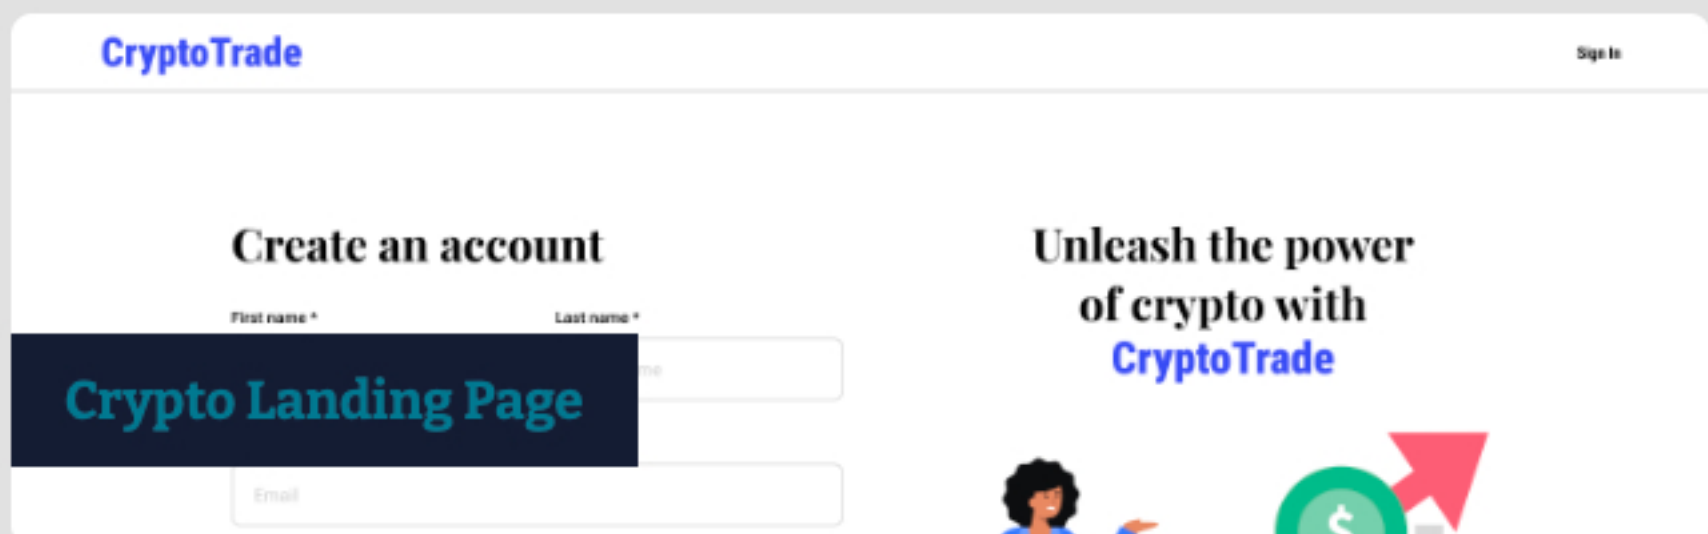 CryptoTrade
Sign In
Create an account
Unleash the power
of crypto with
CryptoTrade
First name *
Last name *
Crypto Landing Page
Email
$